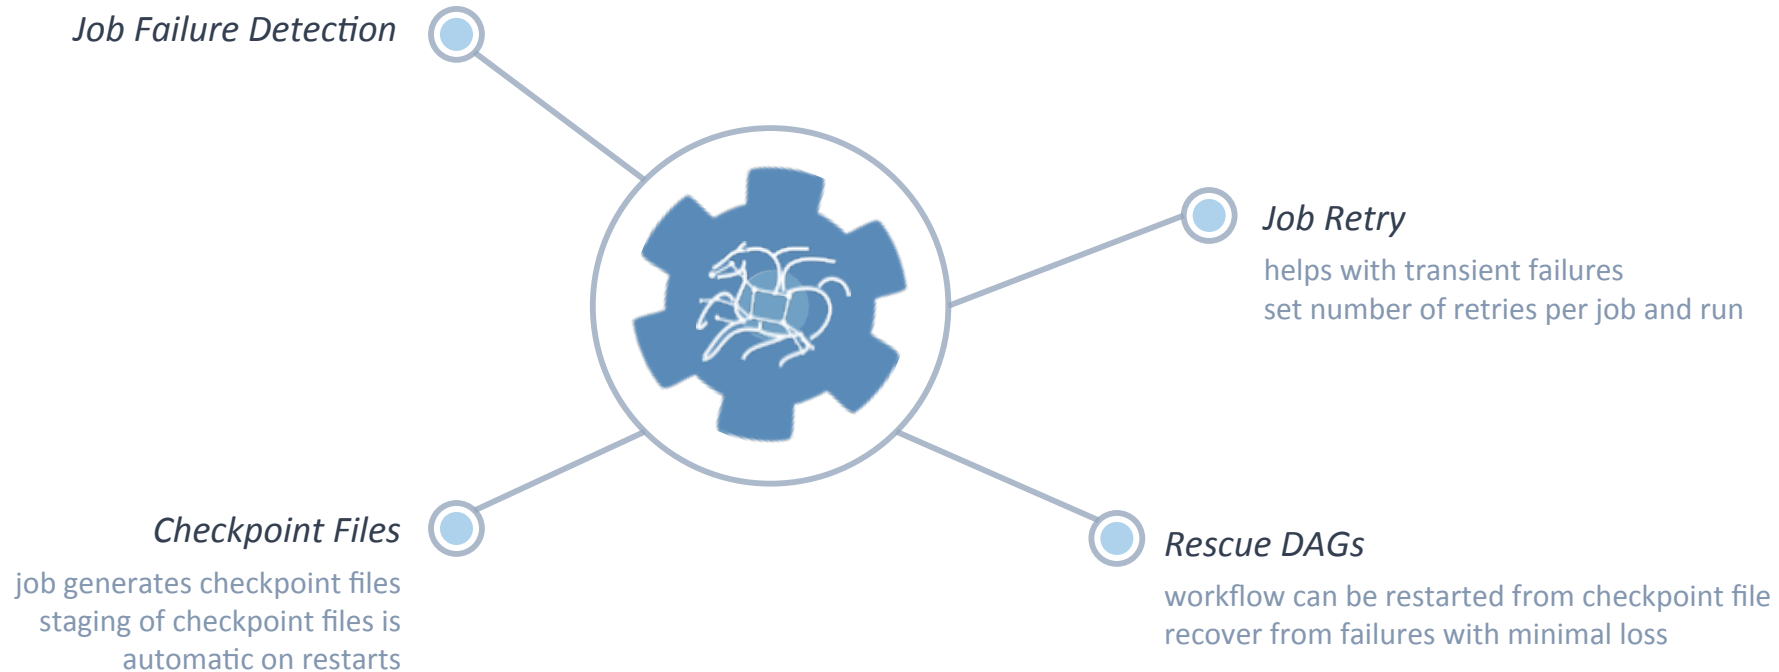 Job Failure Detection
Job Retry
helps with transient failures
set number of retries per job and run
Checkpoint Files
job generates checkpoint files
staging of checkpoint files is
automatic on restarts
Rescue DAGs
workflow can be restarted from checkpoint file
recover from failures with minimal loss